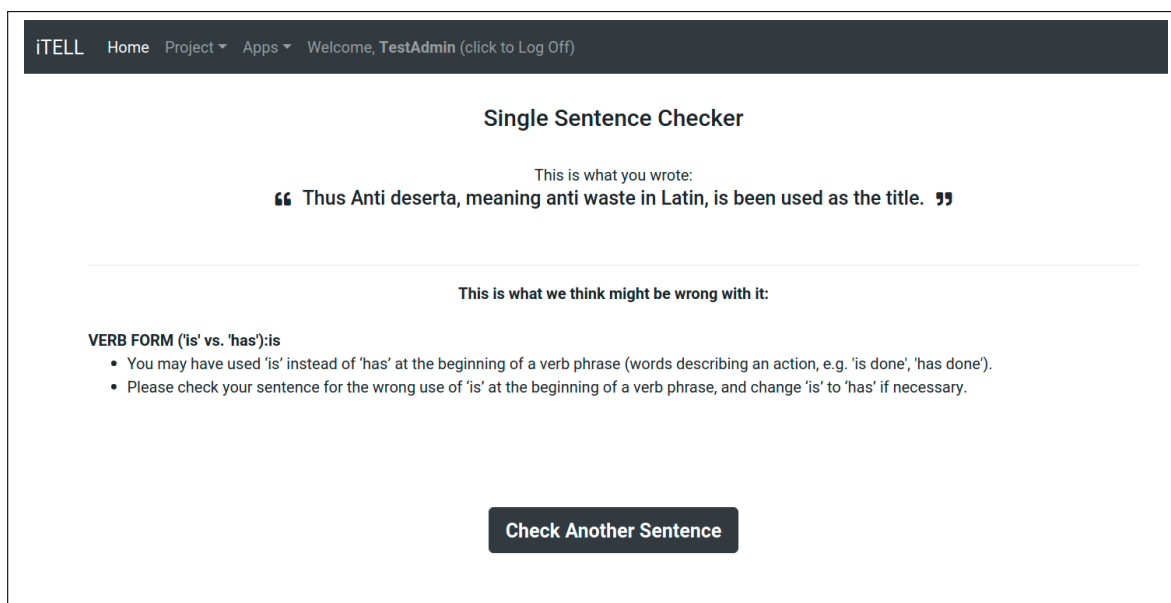 iTELL Home Project Apps Welcome, TestAdmin (click to Log Off)
Single Sentence Checker
This is what you wrote:
“ Thus Anti deserta, meaning anti waste in Latin, is been used as the title. ”
This is what we think might be wrong with it:
VERB FORM ('is' vs. 'has'):is
• You may have used ‘is’ instead of ‘has’ at the beginning of a verb phrase (words describing an action, e.g. 'is done', 'has done').
• Please check your sentence for the wrong use of ‘is’ at the beginning of a verb phrase, and change ‘is’ to ‘has’ if necessary.
Check Another Sentence